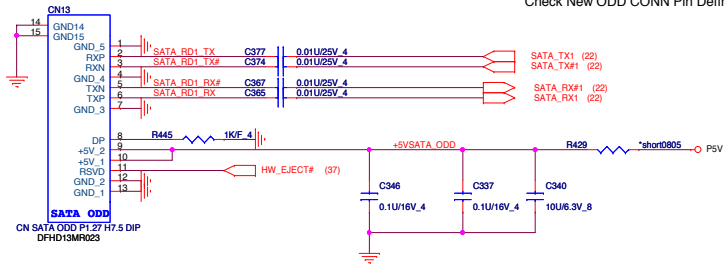 Check New ODD CONN Pin Defin
CN13
14 GND14
15 GND15
GND_5 1
RXP 2 SATA_RD1_TX C377 0.01U/25V_4 SATA_TX1 (22)
RXN 3 SATA_RD1_TX# C374 0.01U/25V_4 SATA_TX#1 (22)
GND_4 4
TXN 5 SATA_RD1_RX# C367 0.01U/25V_4 SATA_RX#1 (22)
TXP 6 SATA_RD1_RX C365 0.01U/25V_4 SATA_RX1 (22)
GND_3 7
DP 8 R445 1K/F_4
+5V_2 9 +5VSATA_ODD R429 *short0805 P5V
+5V_1 10
RSVD 11 HW_EJECT# (37)
GND_2 12
GND_1 13
C346 C337 C340
0.1U/16V_4 0.1U/16V_4 10U/6.3V_8
SATA ODD
CN SATA ODD P1.27 H7.5 DIP
DFHD13MR023